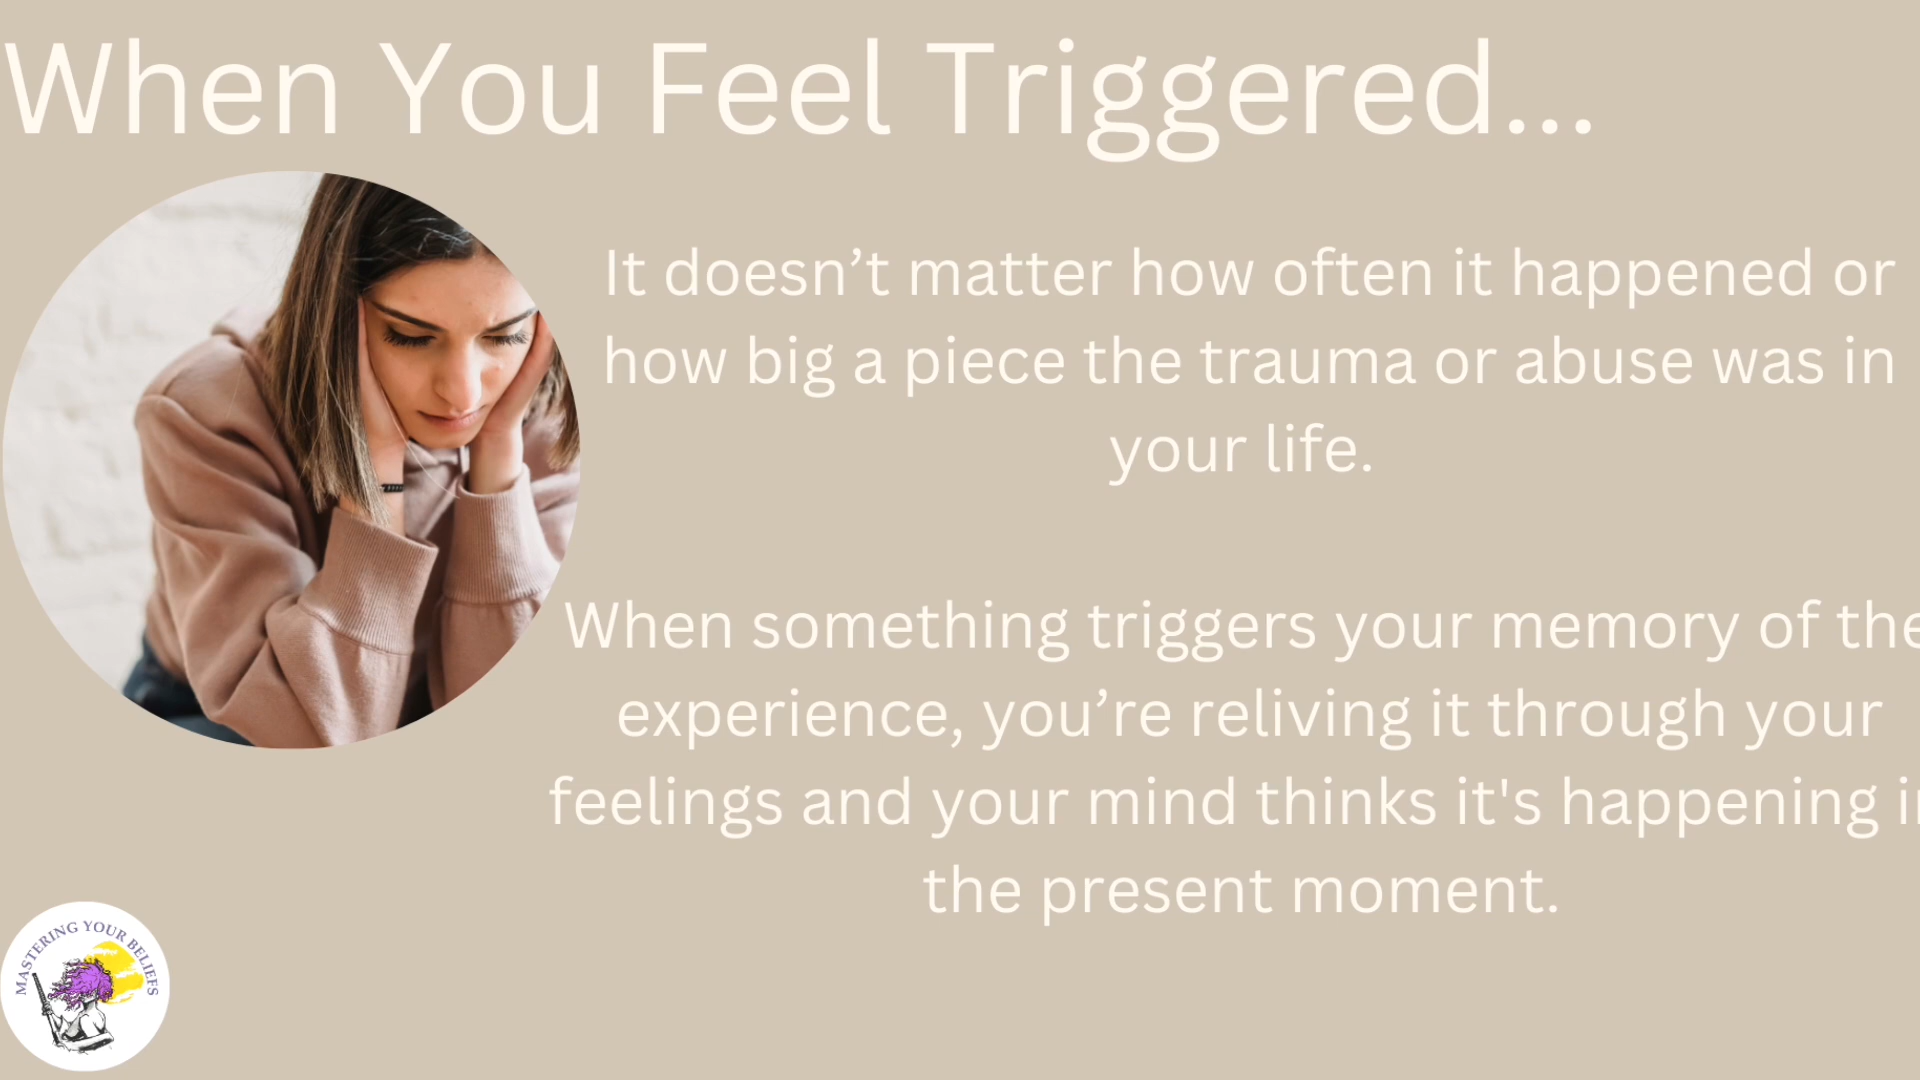 When You Feel Triggered...
It doesn’t matter how often it happened or
how big a piece the trauma or abuse was in
your life.
When something triggers your memory of the
experience, you’re reliving it through your
feelings and your mind thinks it's happening in
the present moment.
MASTERING YOUR BELIEFS